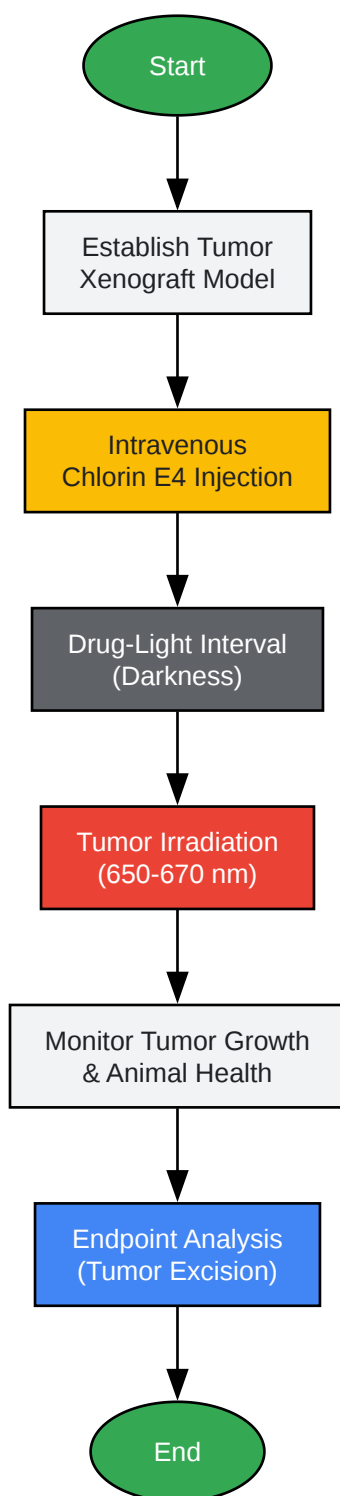 Start
Establish Tumor
Xenograft Model
Intravenous
Chlorin E4 Injection
Drug-Light Interval
(Darkness)
Tumor Irradiation
(650-670 nm)
Monitor Tumor Growth
& Animal Health
Endpoint Analysis
(Tumor Excision)
End